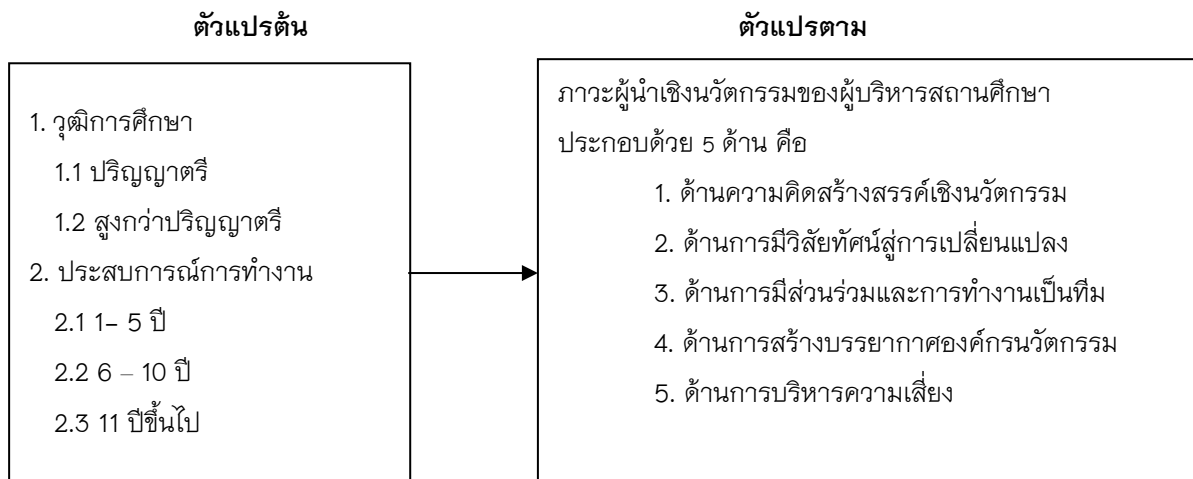 ตัวแปรต้น
1. วุฒิการศึกษา
1.1 ปริญญาตรี
1.2 สูงกว่าปริญญาตรี
2. ประสบการณ์การทำงาน
2.1 1– 5 ปี
2.2 6 – 10 ปี
2.3 11 ปีขึ้นไป
ตัวแปรตาม
ภาวะผู้นำเชิงนวัตกรรมของผู้บริหารสถานศึกษา
ประกอบด้วย 5 ด้าน คือ
1. ด้านความคิดสร้างสรรค์เชิงนวัตกรรม
2. ด้านการมีวิสัยทัศน์สู่การเปลี่ยนแปลง
3. ด้านการมีส่วนร่วมและการทำงานเป็นทีม
4. ด้านการสร้างบรรยากาศองค์กรนวัตกรรม
5. ด้านการบริหารความเสี่ยง